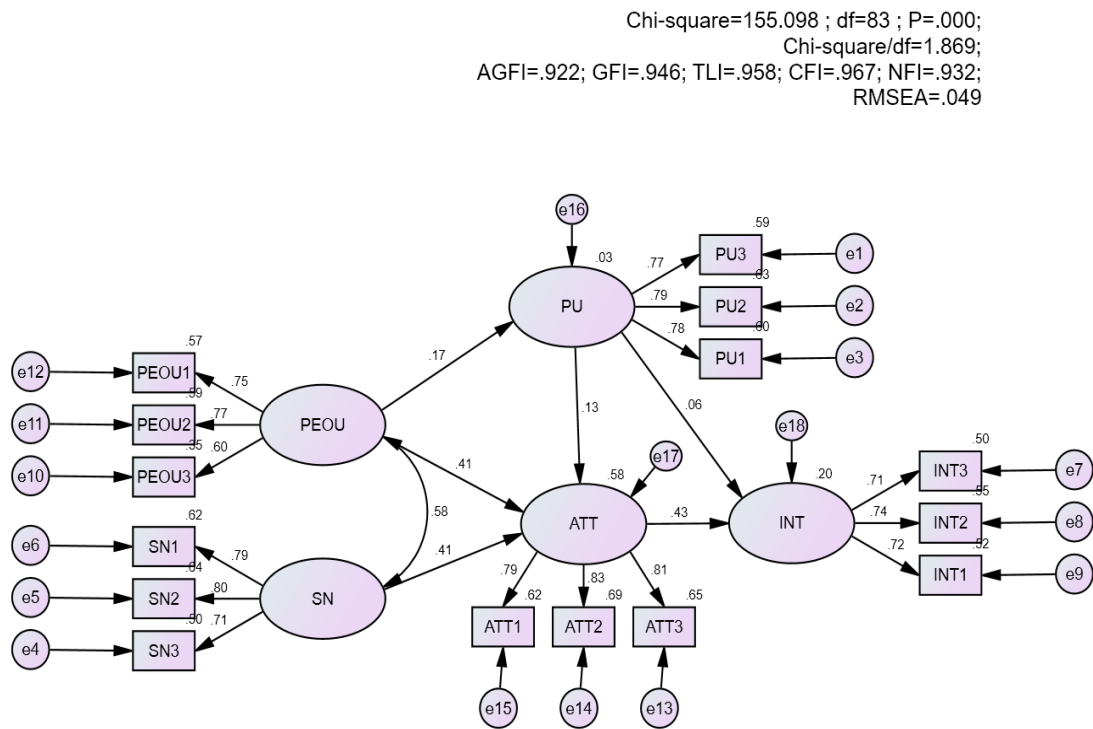 Chi-square=155.098 ; df=83 ; P=.000;
Chi-square/df=1.869;
AGFI=.922; GFI=.946; TLI=.958; CFI=.967; NFI=.932;
RMSEA=.049
e16
.03
PU
.59
.77
PU3
e1
.63
.79
PU2
e2
.60
.78
PU1
e3
.17
.13
.06
.57
e12
PEOU1
.75
.59
e11
PEOU2
.77
.35
e10
PEOU3
.60
PEOU
.41
.58
.62
e6
SN1
.79
e5
SN2
.80
.50
e4
SN3
.71
SN
.41
e17
.58
ATT
.43
.79
.83
.81
.62
.69
.65
ATT1
ATT2
ATT3
e15
e14
e13
e18
.20
INT
.50
.71
INT3
e7
.55
.74
INT2
e8
.52
.72
INT1
e9